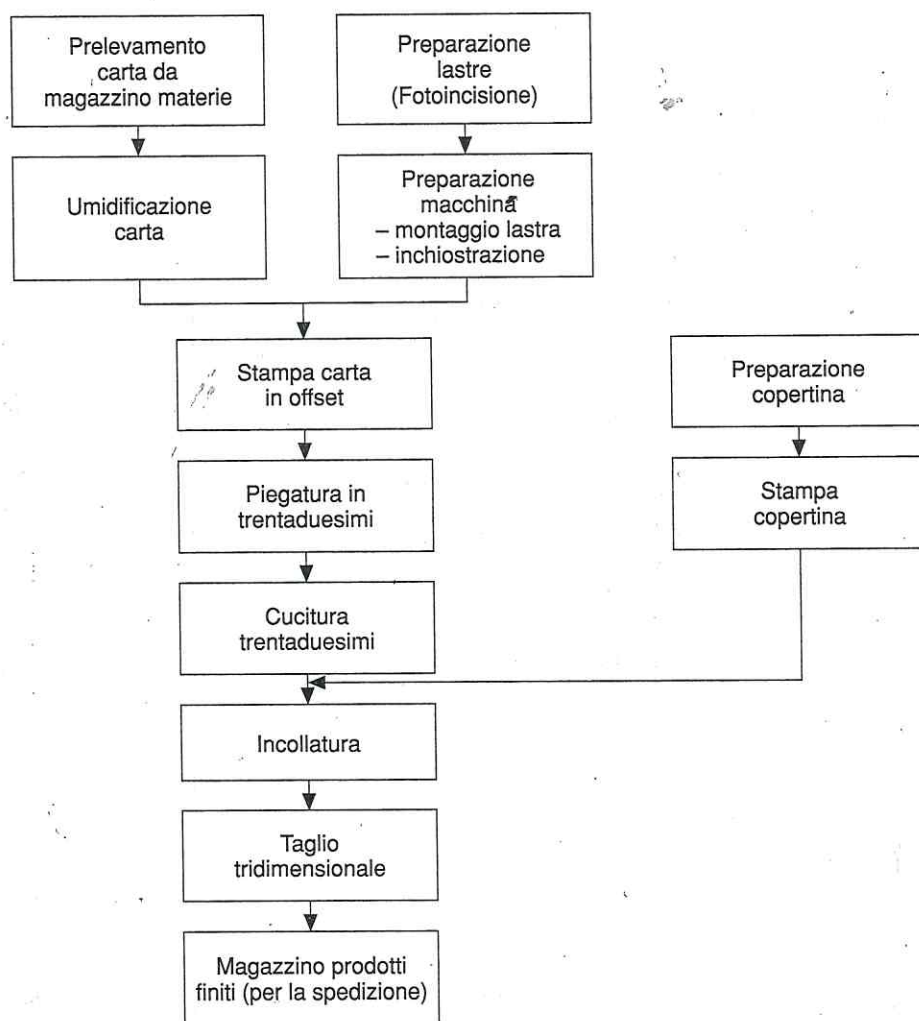 Prelevamento
carta da
magazzino materie
Preparazione
lastre
(Fotoincisione)
Umidificazione
carta
Preparazione
macchina
– montaggio lastra
– inchiostrazione
Stampa carta
in offset
Preparazione
copertina
Piegatura in
trentaduesimi
Stampa
copertina
Cucitura
trentaduesimi
Incollatura
Taglio
tridimensionale
Magazzino prodotti
finiti (per la spedizione)